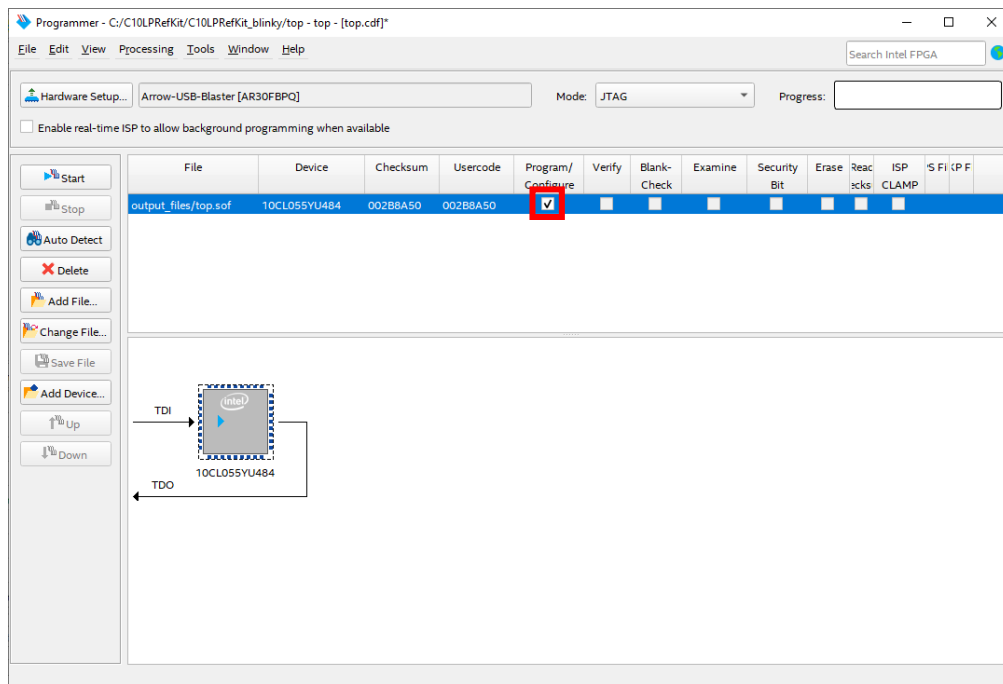 Programmer - C:/C10LPRefKit/C10LPRefKit_blinky/top - top - [top.cdf]*
File Edit View Processing Tools Window Help
Search Intel FPGA
Hardware Setup... Arrow-USB-Blaster [AR30FBPQ] Mode: JTAG Progress:
Enable real-time ISP to allow background programming when available
File Device Checksum Usercode Program/ Verify Blank- Examine Security Erase ISP
Configure Check Bit CLAMP
Start
output_files/top.sof 10CL055YU484 002B8A50 002B8A50
Stop
Auto Detect
Delete
Add File...
Change File...
Save File
Add Device...
Up
Down
intel
TDI
10CL055YU484
TDO